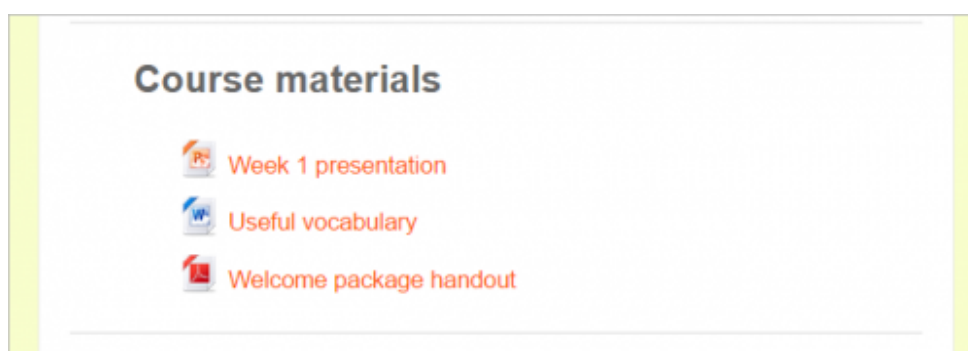 Course materials
Week 1 presentation
Useful vocabulary
Welcome package handout